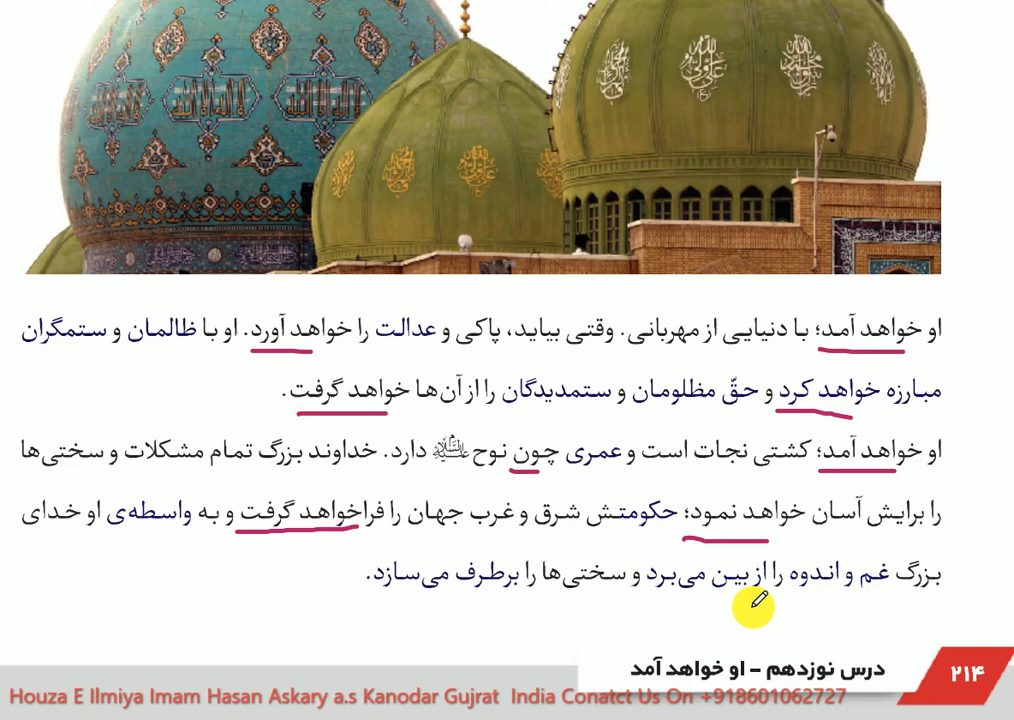 او خواهد آمد؛ با دنیایی از مهربانی. وقتی بیاید، پاکی و عدالت را خواهد آورد. او با ظالمان و ستمگران
مبارزه خواهد کرد و حقّ مظلومان و ستمدیدگان را از آن‌ها خواهد گرفت.
او خواهد آمد؛ کشتی نجات است و عمری چون نوح علیه‌السلام دارد. خداوند بزرگ تمام مشکلات و سختی‌ها
را برایش آسان خواهد نمود؛ حکومتش شرق و غرب جهان را فراخواهد گرفت و به واسطه‌ی او خدای
بزرگ غم و اندوه را از بین می‌برد و سختی‌ها را برطرف می‌سازد.
۲۱۴ درس نوزدهم – او خواهد آمد
Houza E Ilmiya Imam Hasan Askary a.s Kanodar Gujrat India Conatct Us On +918601062727